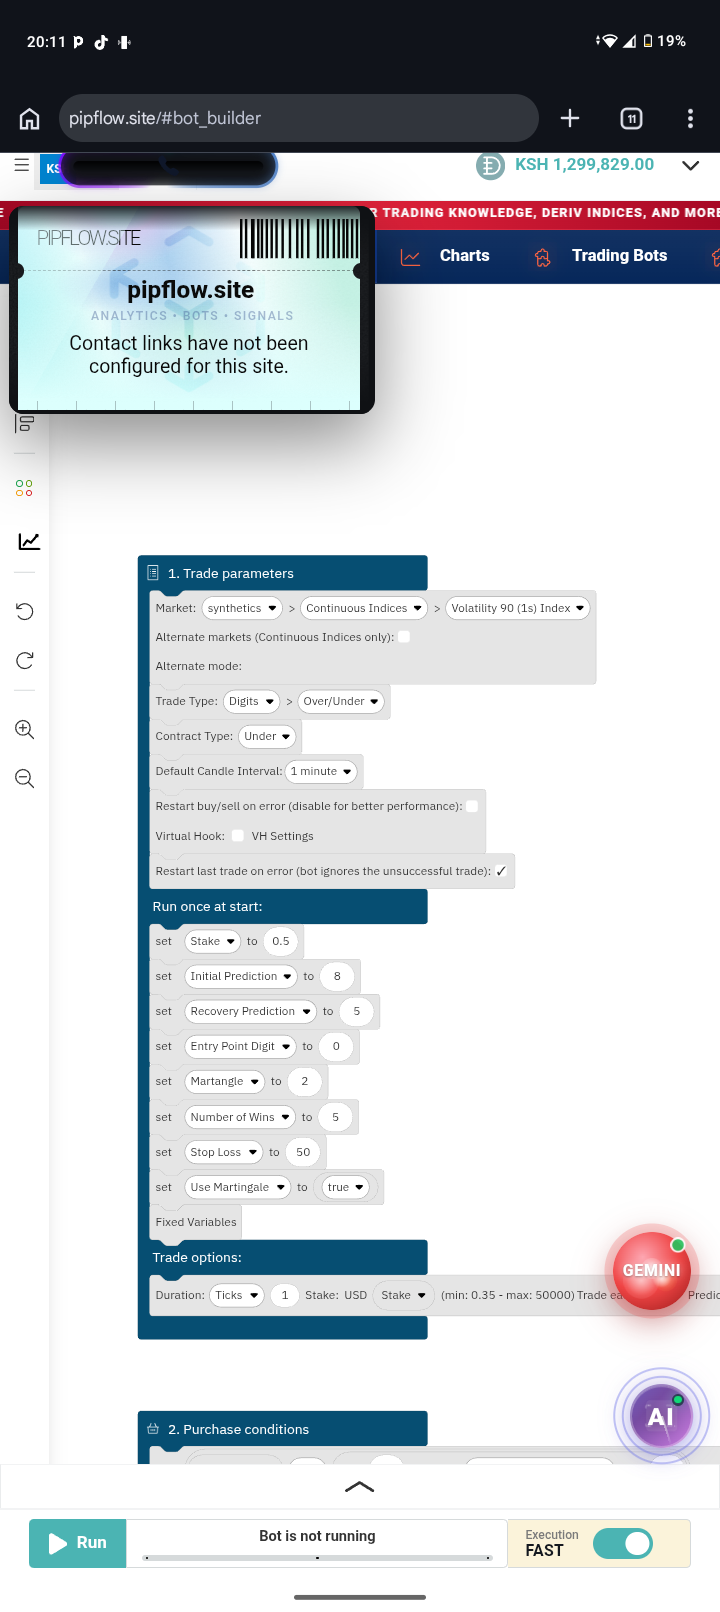 20:11
19%
pipflow.site/#bot_builder
11
KS
KSH 1,299,829.00
TRADING KNOWLEDGE, DERIV INDICES, AND MORE
PIPFLOW.SITE
Charts
Trading Bots
pipflow.site
ANALYTICS • BOTS • SIGNALS
Contact links have not been
configured for this site.
1. Trade parameters
Market: synthetics > Continuous Indices > Volatility 90 (1s) Index
Alternate markets (Continuous Indices only):
Alternate mode:
Trade Type: Digits > Over/Under
Contract Type: Under
Default Candle Interval: 1 minute
Restart buy/sell on error (disable for better performance):
Virtual Hook: VH Settings
Restart last trade on error (bot ignores the unsuccessful trade): ✓
Run once at start:
set Stake to 0.5
set Initial Prediction to 8
set Recovery Prediction to 5
set Entry Point Digit to 0
set Martangle to 2
set Number of Wins to 5
set Stop Loss to 50
set Use Martingale to true
Fixed Variables
Trade options:
GEMINI
Duration: Ticks 1 Stake: USD Stake (min: 0.35 - max: 50000) Trade ea Predic
AI
2. Purchase conditions
Run
Bot is not running
Execution
FAST